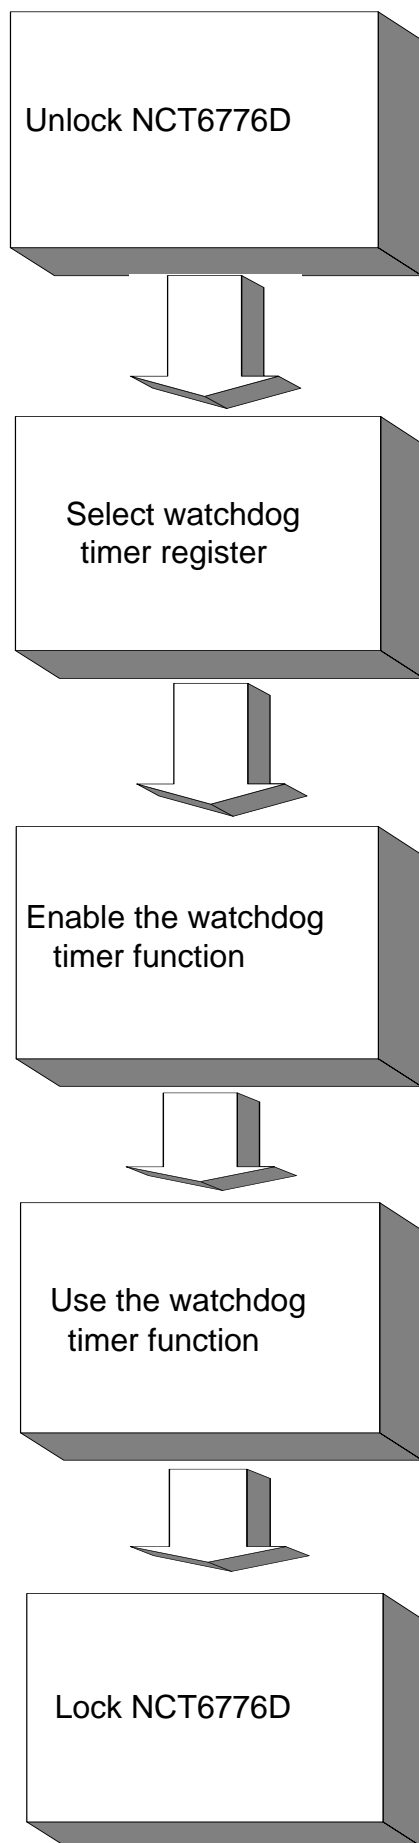 Unlock NCT6776D
Select watchdog
timer register
Enable the watchdog
timer function
Use the watchdog
timer function
Lock NCT6776D